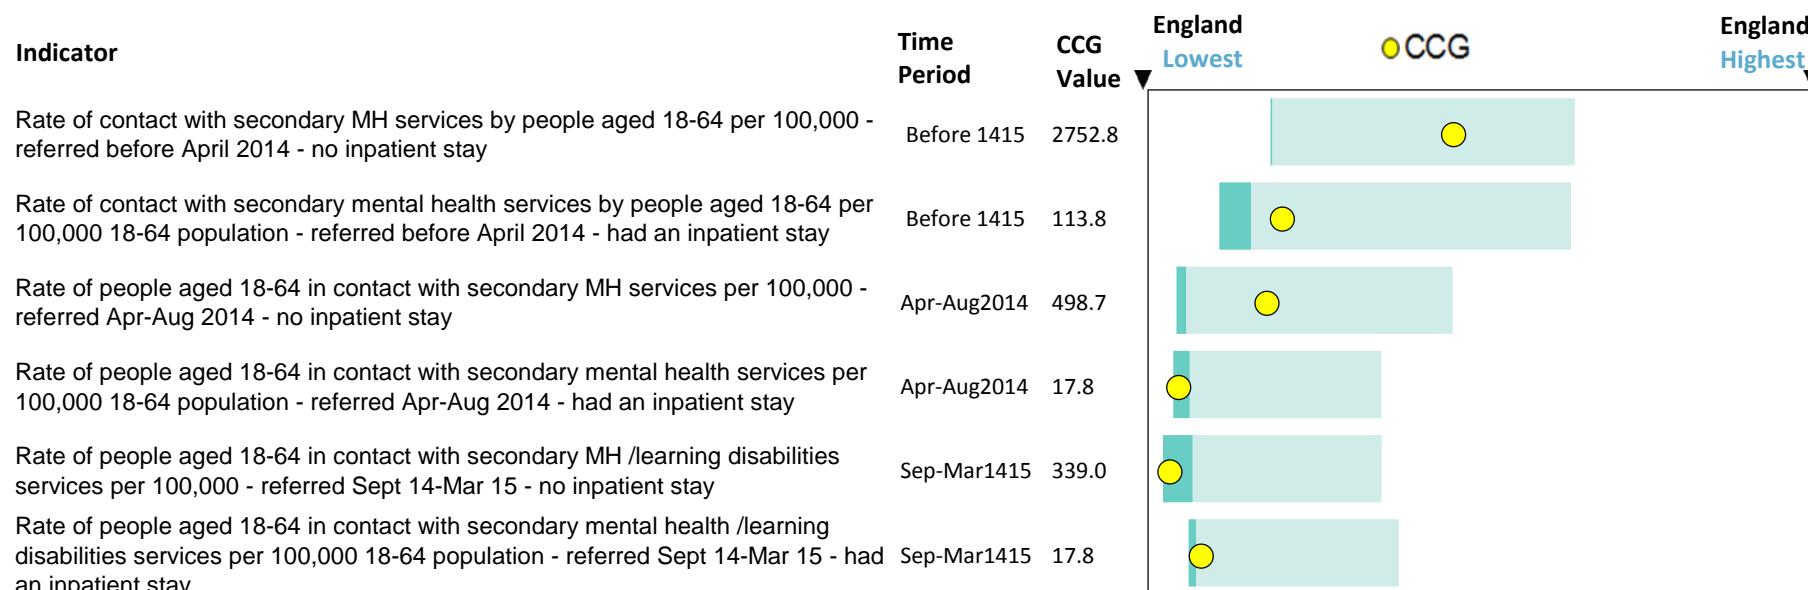 Indicator
Time Period
CCG Value
England Lowest
CCG
England Highest
Rate of contact with secondary MH services by people aged 18-64 per 100,000 -
referred before April 2014 - no inpatient stay
Before 1415
2752.8
Rate of contact with secondary mental health services by people aged 18-64 per
100,000 18-64 population - referred before April 2014 - had an inpatient stay
Before 1415
113.8
Rate of people aged 18-64 in contact with secondary MH services per 100,000 -
referred Apr-Aug 2014 - no inpatient stay
Apr-Aug2014
498.7
Rate of people aged 18-64 in contact with secondary mental health services per
100,000 18-64 population - referred Apr-Aug 2014 - had an inpatient stay
Apr-Aug2014
17.8
Rate of people aged 18-64 in contact with secondary MH /learning disabilities
services per 100,000 - referred Sept 14-Mar 15 - no inpatient stay
Sep-Mar1415
339.0
Rate of people aged 18-64 in contact with secondary mental health /learning
disabilities services per 100,000 18-64 population - referred Sept 14-Mar 15 - had
an inpatient stay
Sep-Mar1415
17.8